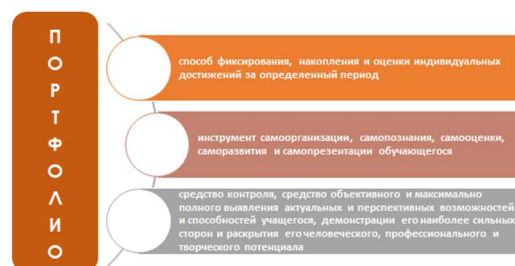 ПОРТФОЛИО
способ фиксирования, накопления и оценки индивидуальных
достижений за определенный период
инструмент самоорганизации, самопознания, самооценки,
саморазвития и самопрезентации обучающегося
средство контроля, средство объективного и максимально
полного выявления актуальных и перспективных возможностей
и способностей учащегося, демонстрации его наиболее сильных
сторон и раскрытия его человеческого, профессионального и
творческого потенциала